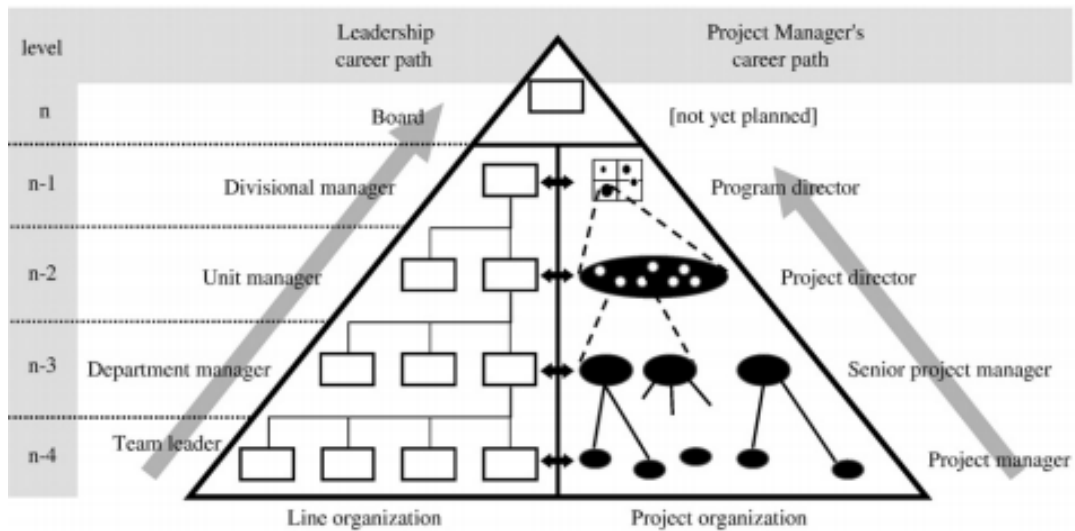 level
Leadership
career path
Project Manager's
career path
n
Board
[not yet planned]
n-1
Divisional manager
Program director
n-2
Unit manager
Project director
n-3
Department manager
Senior project manager
n-4
Team leader
Project manager
Line organization
Project organization